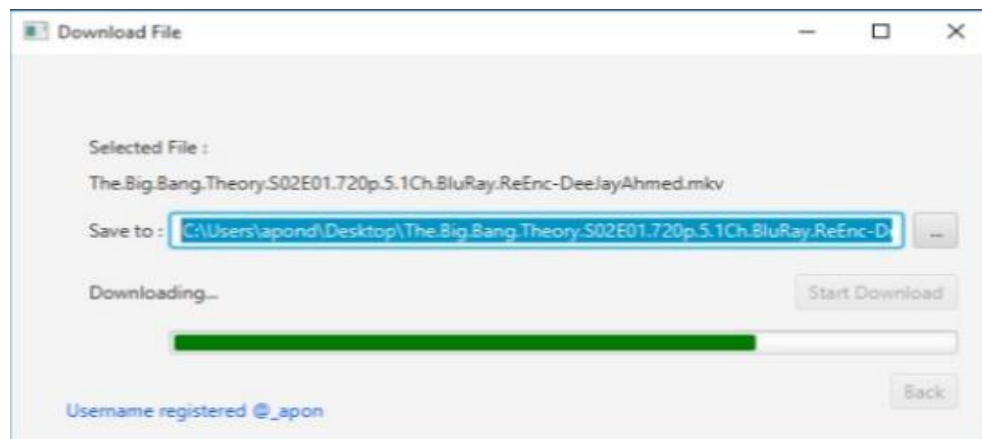 Download File
Selected File :
The.Big.Bang.Theory.S02E01.720p.5.1Ch.BluRay.ReEnc-DeeJayAhmed.mkv
Save to : C:\Users\apond\Desktop\The.Big.Bang.Theory.S02E01.720p.5.1Ch.BluRay.ReEnc-De ...
Downloading... Start Download
Back
Username registered @_apon